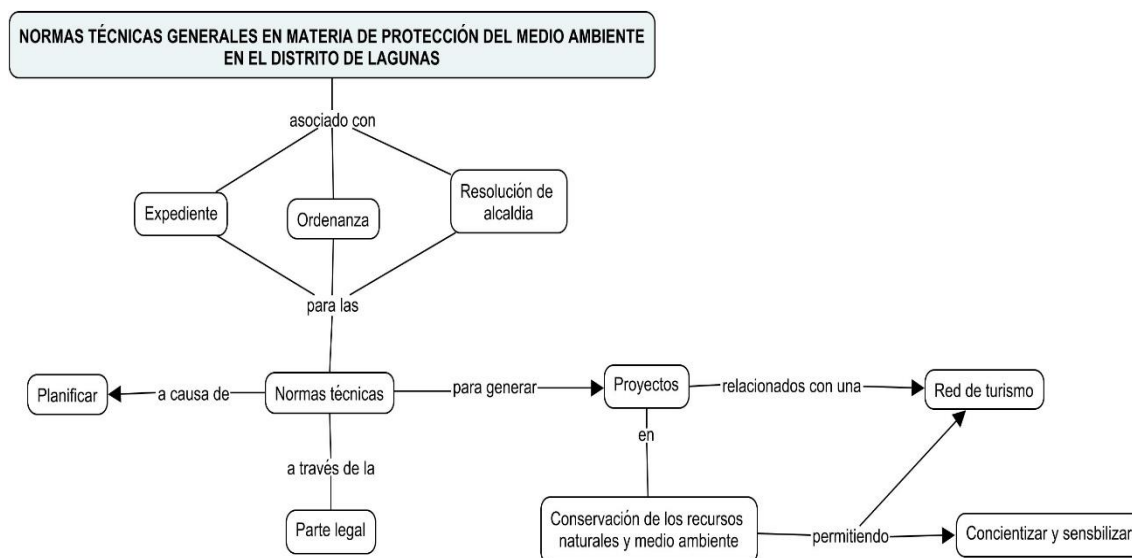 NORMAS TÉCNICAS GENERALES EN MATERIA DE PROTECCIÓN DEL MEDIO AMBIENTE
EN EL DISTRITO DE LAGUNAS
asociado con
Expediente
Ordenanza
Resolución de
alcaldia
para las
Planificar
a causa de
Normas técnicas
para generar
Proyectos
relacionados con una
Red de turismo
en
a través de la
Parte legal
Conservación de los recursos
naturales y medio ambiente
permitiendo
Concientizar y sensbilizar